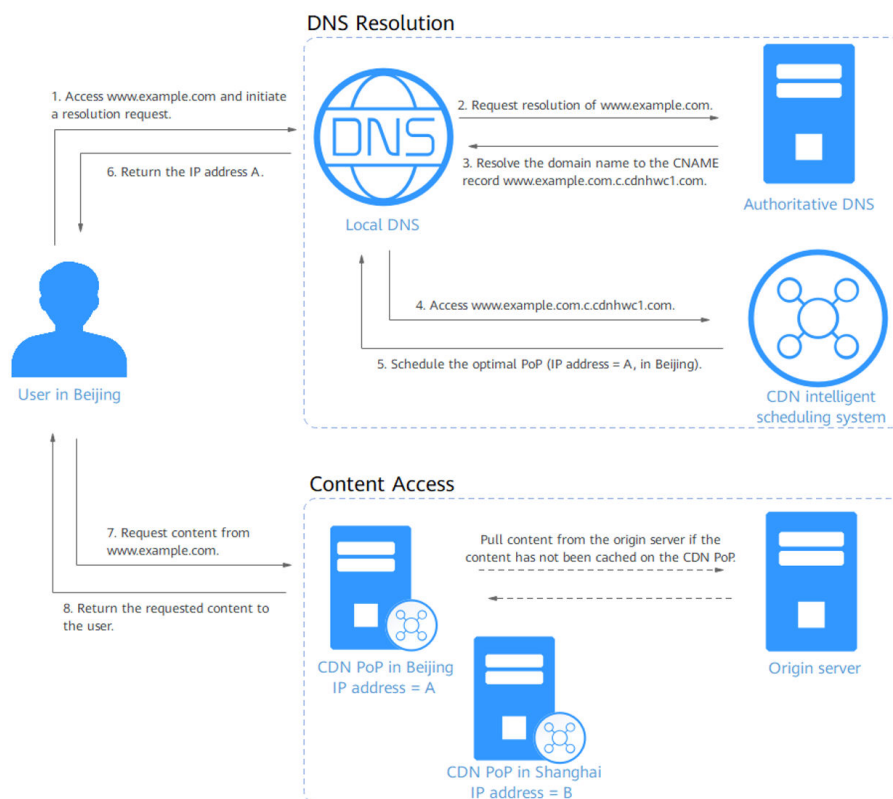 DNS Resolution
1. Access www.example.com and initiate
a resolution request.
2. Request resolution of www.example.com.
DNS
3. Resolve the domain name to the CNAME
record www.example.com.c.cdnhwc1.com.
6. Return the IP address A.
Local DNS
Authoritative DNS
4. Access www.example.com.c.cdnhwc1.com.
5. Schedule the optimal PoP (IP address = A, in Beijing).
User in Beijing
CDN intelligent
scheduling system
Content Access
7. Request content from
www.example.com.
Pull content from the origin server if the
content has not been cached on the CDN PoP.
8. Return the requested content to
the user.
CDN PoP in Beijing
IP address = A
Origin server
CDN PoP in Shanghai
IP address = B